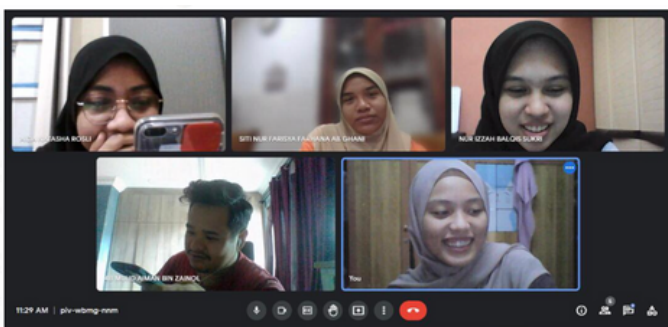 TASHA ROSLI
SITI NUR FARISYA FARHANA AB GHANI
NUR IZZAH BALQIS SUKRI
AIMAN BIN ZAINOL
You
11:29 AM | piv-wbmg-nnm